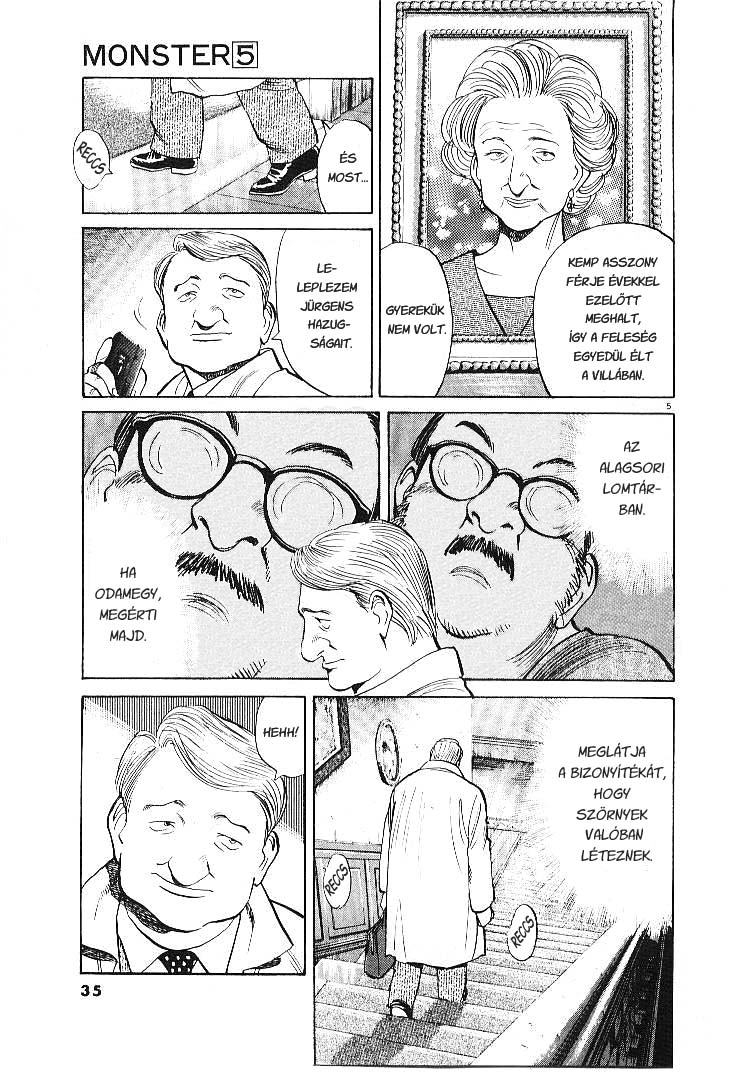 MONSTER 5
KEMP ASSZONY
FÉRJE ÉVEKKEL
EZELŐTT
MEGHALT,
ÍGY A FELESÉG
EGYEDÜL ÉLT
A VILLÁBAN.
GYEREKÜK
NEM VOLT.
ÉS
MOST...
RECCS
LE-
LEPLEZEM
JÜRGENS
HAZUG-
SÁGAIT.
5
AZ
ALAGSORI
LOMTÁR-
BAN.
HA
ODAMEGY,
MEGÉRTI
MAJD.
MEGLÁTJA
A BIZONYÍTÉKÁT,
HOGY
SZÖRNYEK
VALÓBAN
LÉTEZNEK.
RECCS
RECCS
HEHH!
35